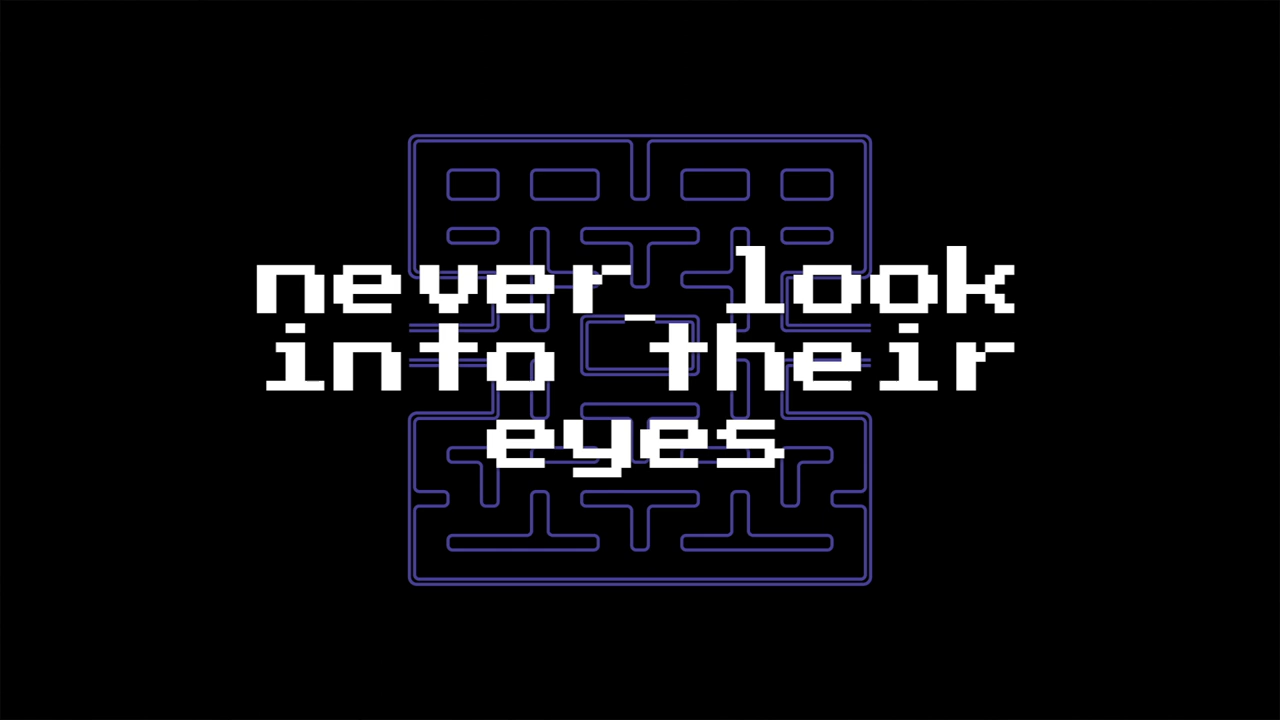 never look
into their
eyes